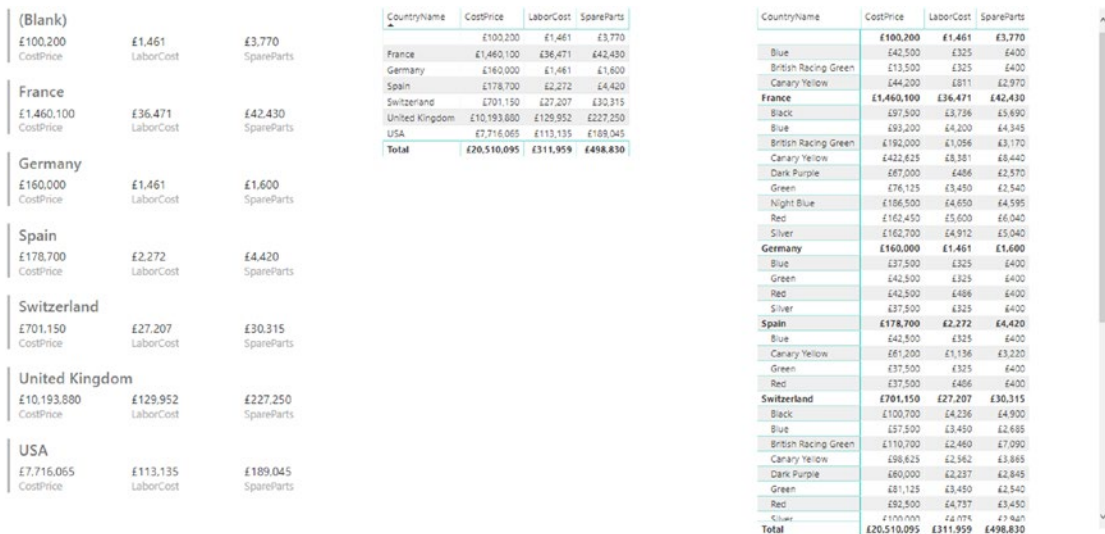 (Blank)
£100,200 £1,461 £3,770
CostPrice LaborCost SpareParts
France
£1,460,100 £36,471 £42,430
CostPrice LaborCost SpareParts
Germany
£160,000 £1,461 £1,600
CostPrice LaborCost SpareParts
Spain
£178,700 £2,272 £4,420
CostPrice LaborCost SpareParts
Switzerland
£701,150 £27,207 £30,315
CostPrice LaborCost SpareParts
United Kingdom
£10,193,880 £129,952 £227,250
CostPrice LaborCost SpareParts
USA
£7,716,065 £113,135 £189,045
CostPrice LaborCost SpareParts
CountryName CostPrice LaborCost SpareParts
£100,200 £1,461 £3,770
France £1,460,100 £36,471 £42,430
Germany £160,000 £1,461 £1,600
Spain £178,700 £2,272 £4,420
Switzerland £701,150 £27,207 £30,315
United Kingdom £10,193,880 £129,952 £227,250
USA £7,716,065 £113,135 £189,045
Total £20,510,095 £311,959 £498,830
CountryName CostPrice LaborCost SpareParts
£100,200 £1,461 £3,770
Blue £42,500 £325 £400
British Racing Green £13,500 £325 £400
Canary Yellow £44,200 £811 £2,970
France £1,460,100 £36,471 £42,430
Black £97,500 £3,736 £5,690
Blue £93,200 £4,200 £4,345
British Racing Green £192,000 £1,056 £3,170
Canary Yellow £422,625 £8,381 £8,440
Dark Purple £67,000 £486 £2,570
Green £76,125 £3,450 £2,540
Night Blue £186,500 £4,650 £4,595
Red £162,450 £5,600 £6,040
Silver £162,700 £4,912 £5,040
Germany £160,000 £1,461 £1,600
Blue £37,500 £325 £400
Green £42,500 £325 £400
Red £42,500 £486 £400
Silver £37,500 £325 £400
Spain £178,700 £2,272 £4,420
Blue £42,500 £325 £400
Canary Yellow £61,200 £1,136 £3,220
Green £37,500 £325 £400
Red £37,500 £486 £400
Switzerland £701,150 £27,207 £30,315
Black £100,700 £4,236 £4,900
Blue £57,500 £3,450 £2,685
British Racing Green £110,700 £2,460 £7,090
Canary Yellow £98,625 £2,562 £3,865
Dark Purple £60,000 £2,237 £2,845
Green £81,125 £3,450 £2,540
Red £92,500 £4,737 £3,450
Silver £100,000 £4,075 £2,940
Total £20,510,095 £311,959 £498,830